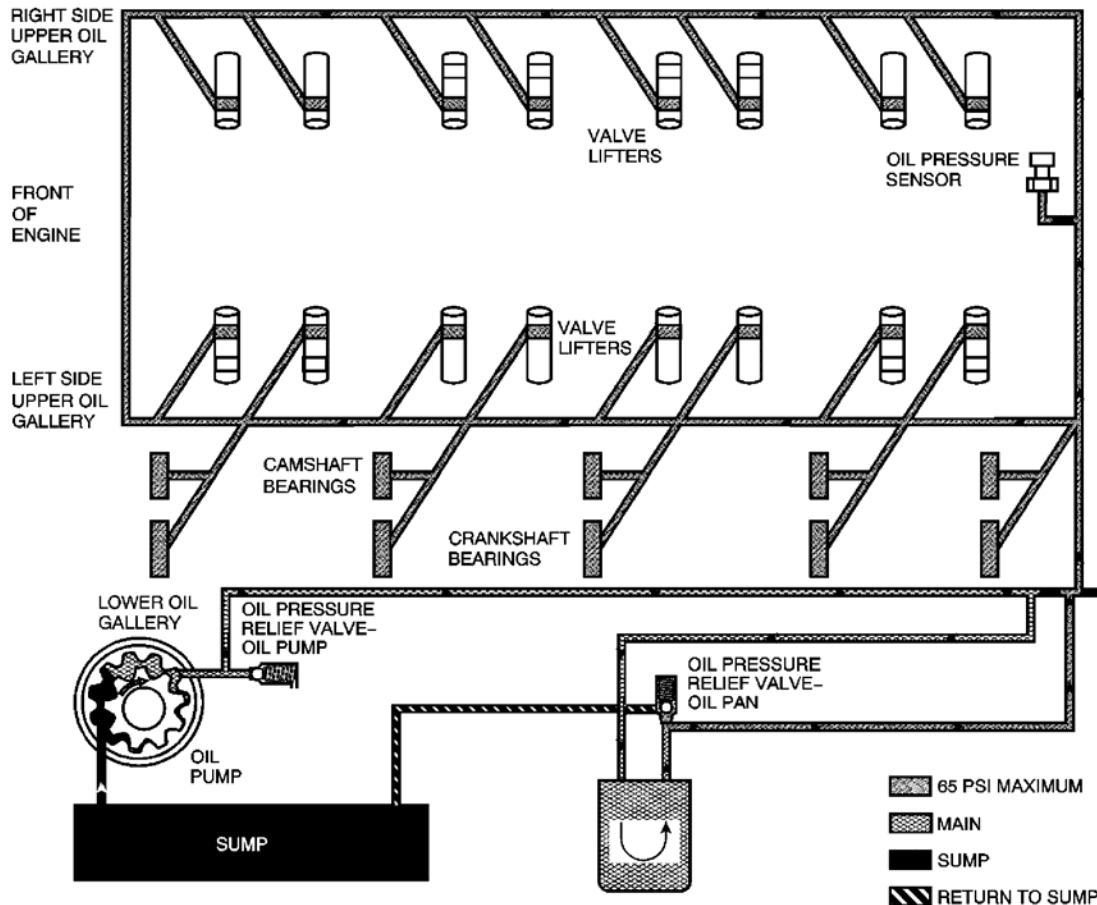 RIGHT SIDE
UPPER OIL
GALLERY
VALVE
LIFTERS
OIL PRESSURE
SENSOR
FRONT
OF
ENGINE
VALVE
LIFTERS
LEFT SIDE
UPPER OIL
GALLERY
CAMSHAFT
BEARINGS
CRANKSHAFT
BEARINGS
LOWER OIL
GALLERY
OIL PRESSURE
RELIEF VALVE–
OIL PUMP
OIL PRESSURE
RELIEF VALVE–
OIL PAN
OIL
PUMP
SUMP
65 PSI MAXIMUM
MAIN
SUMP
RETURN TO SUMP